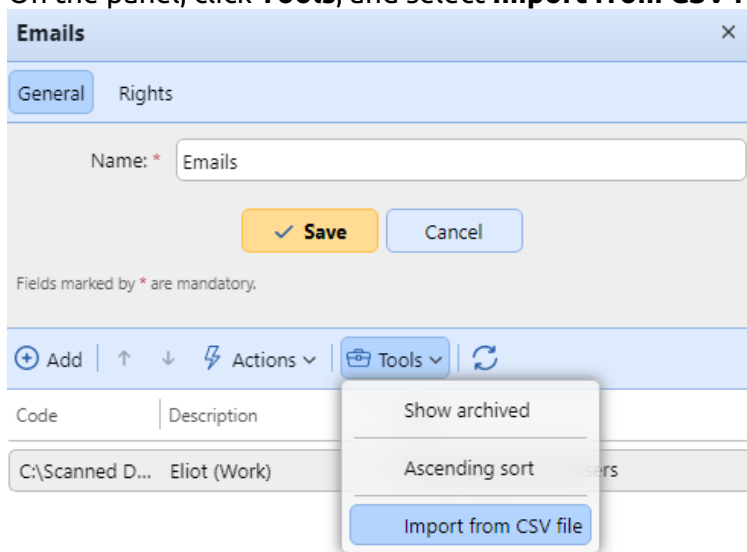 On the panel, click Tools, and select Import from CSV
Emails
General Rights
Name: * Emails
Save Cancel
Fields marked by * are mandatory.
Add Actions Tools
Code Description
Show archived
C:\Scanned D... Eliot (Work)
Ascending sort
Import from CSV file